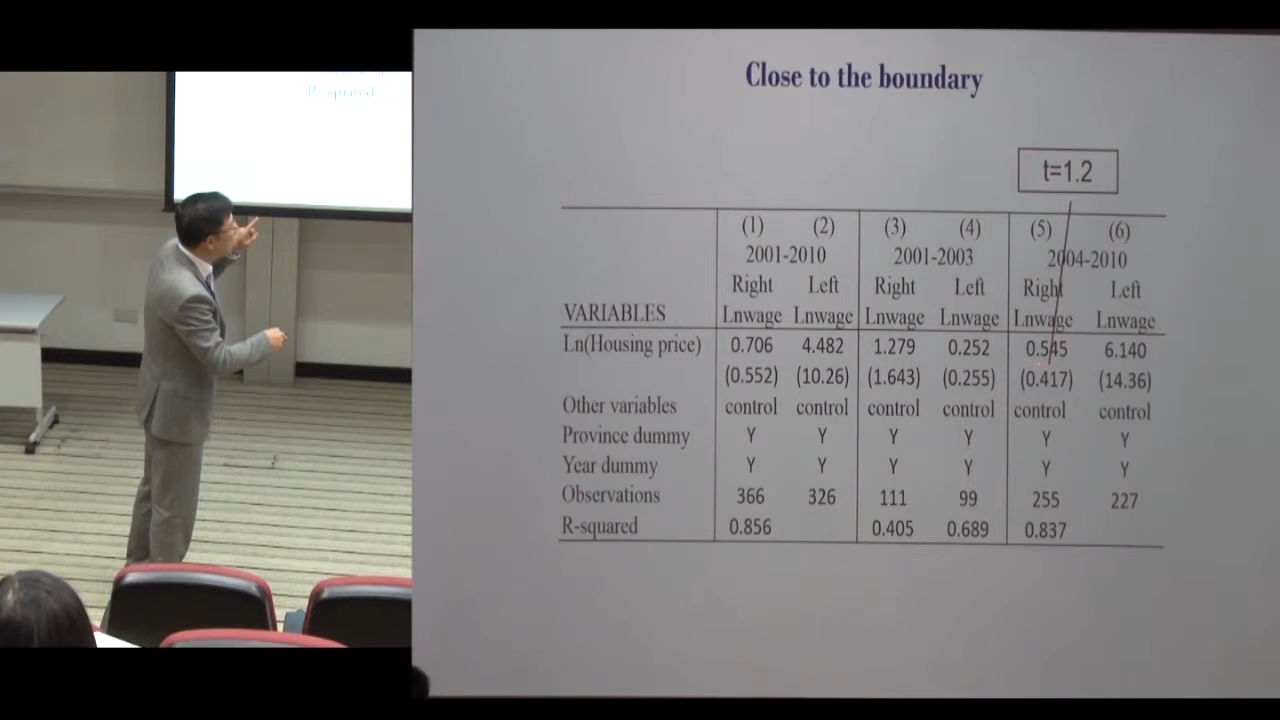 R-squared
Close to the boundary
t=1.2
(1) (2) (3) (4) (5) (6)
2001-2010 2001-2003 2004-2010
Right Left Right Left Right Left
VARIABLES Lnwage Lnwage Lnwage Lnwage Lnwage Lnwage
Ln(Housing price) 0.706 4.482 1.279 0.252 0.545 6.140
(0.552) (10.26) (1.643) (0.255) (0.417) (14.36)
Other variables control control control control control control
Province dummy Y Y Y Y Y Y
Year dummy Y Y Y Y Y Y
Observations 366 326 111 99 255 227
R-squared 0.856 0.405 0.689 0.837